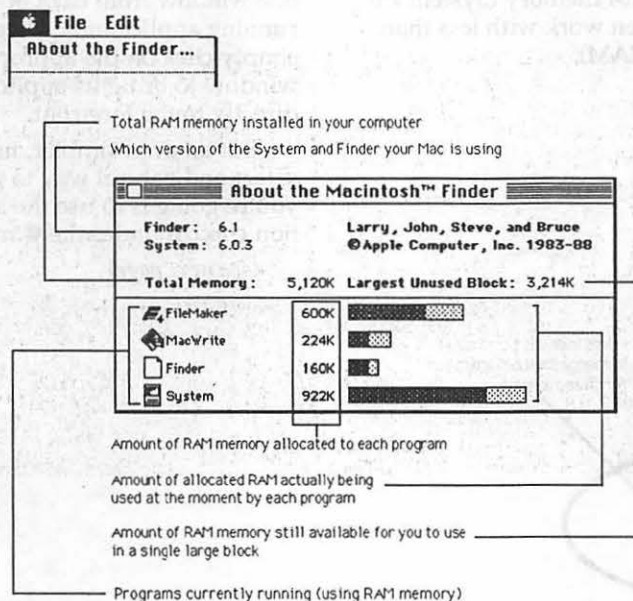 File Edit
About the Finder...
Total RAM memory installed in your computer
Which version of the System and Finder your Mac is using
About the Macintosh™ Finder
Finder: 6.1 Larry, John, Steve, and Bruce
System: 6.0.3 ©Apple Computer, Inc. 1983-88
Total Memory: 5,120K Largest Unused Block: 3,214K
FileMaker 600K
MacWrite 224K
Finder 160K
System 922K
Amount of RAM memory allocated to each program
Amount of allocated RAM actually being
used at the moment by each program
Amount of RAM memory still available for you to use
in a single large block
Programs currently running (using RAM memory)